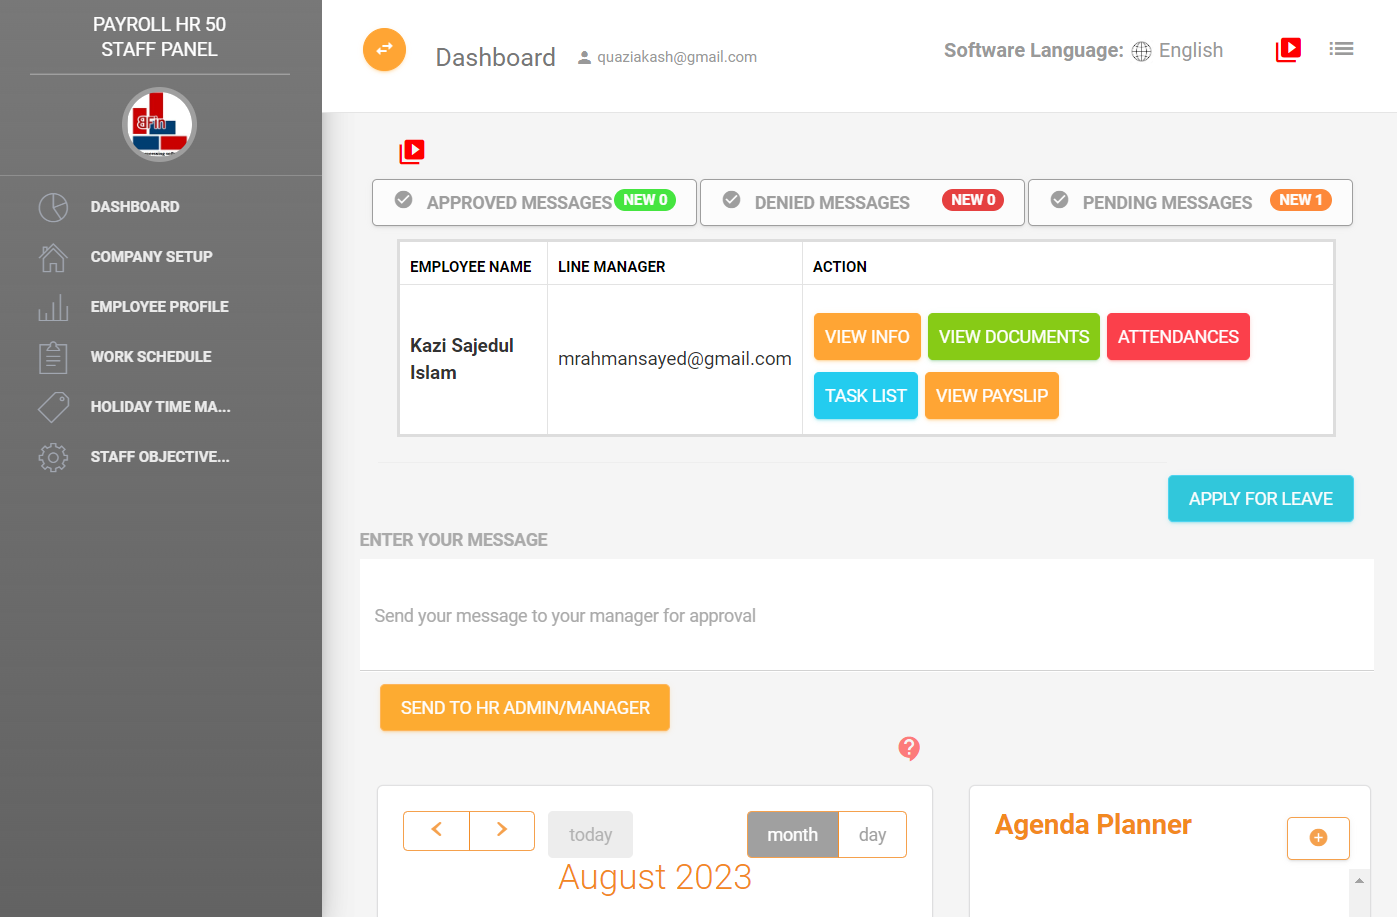 PAYROLL HR 50
STAFF PANEL
BFin
DASHBOARD
COMPANY SETUP
EMPLOYEE PROFILE
WORK SCHEDULE
HOLIDAY TIME MA...
STAFF OBJECTIVE...
Dashboard
quaziakash@gmail.com
Software Language: English
APPROVED MESSAGES NEW 0
DENIED MESSAGES NEW 0
PENDING MESSAGES NEW 1
EMPLOYEE NAME LINE MANAGER ACTION
Kazi Sajedul
Islam
mrahmansayed@gmail.com
VIEW INFO VIEW DOCUMENTS ATTENDANCES
TASK LIST VIEW PAYSLIP
APPLY FOR LEAVE
ENTER YOUR MESSAGE
Send your message to your manager for approval
SEND TO HR ADMIN/MANAGER
today
month day
August 2023
Agenda Planner